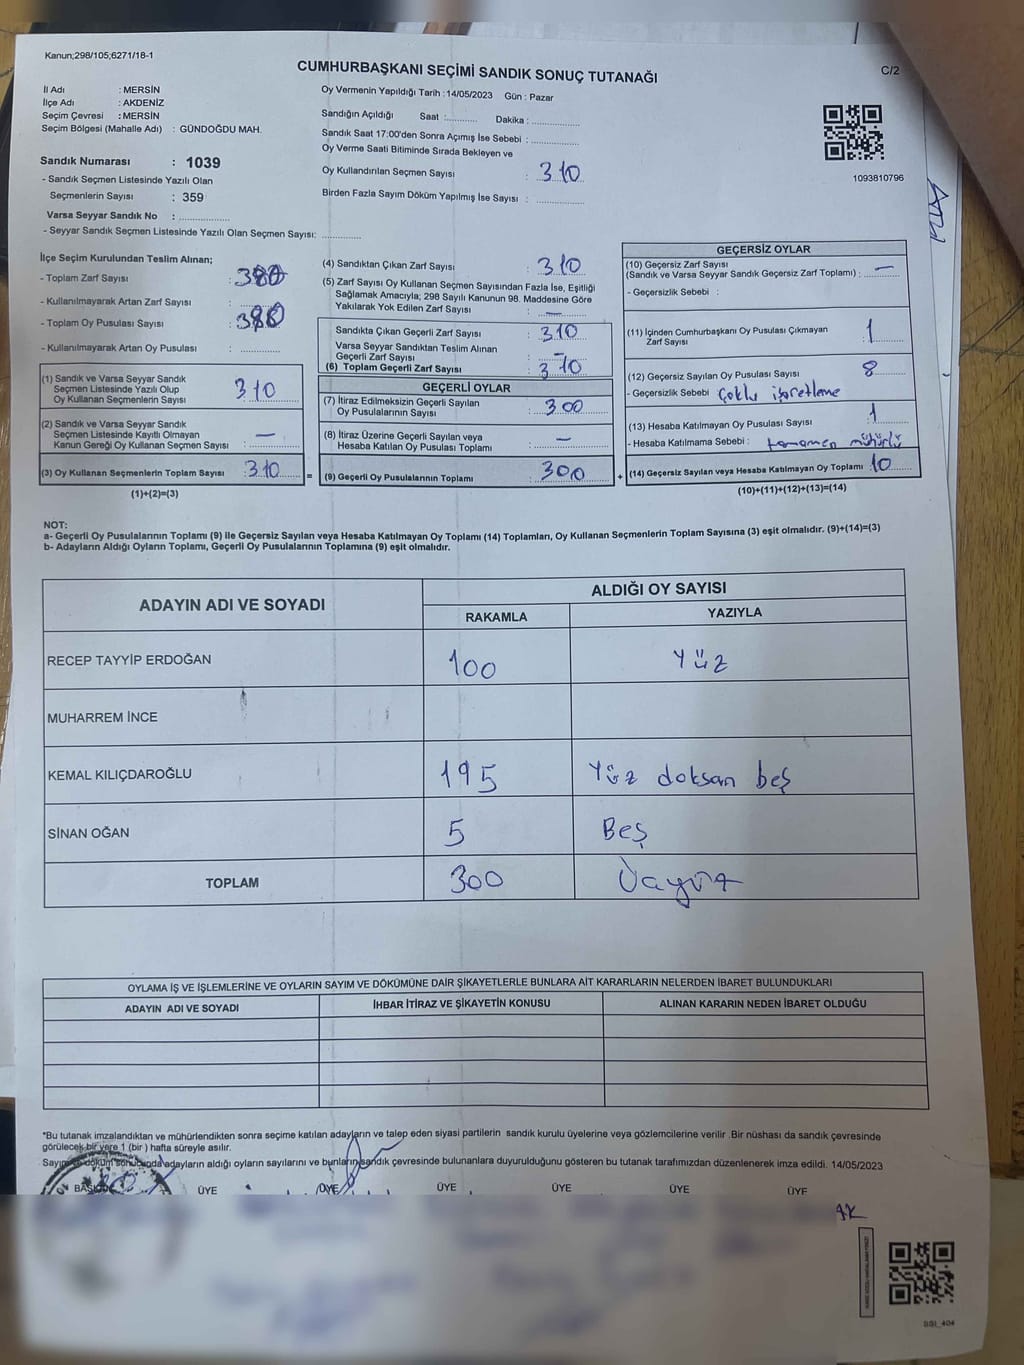 Kanun;298/105;6271/18-1
CUMHURBAŞKANI SEÇİMİ SANDIK SONUÇ TUTANAĞI
C/2
İl Adı : MERSİN
İlçe Adı : AKDENİZ
Seçim Çevresi : MERSİN
Seçim Bölgesi (Mahalle Adı) : GÜNDOĞDU MAH.
Sandık Numarası : 1039
- Sandık Seçmen Listesinde Yazılı Olan
Seçmenlerin Sayısı : 359
Varsa Seyyar Sandık No : ..............
- Seyyar Sandık Seçmen Listesinde Yazılı Olan Seçmen Sayısı: ............
Oy Vermenin Yapıldığı Tarih : 14/05/2023 Gün : Pazar
Sandığın Açıldığı Saat :.......... Dakika : ..............
Sandık Saat 17:00'den Sonra Açımış İse Sebebi : ..............
Oy Verme Saati Bitiminde Sırada Bekleyen ve
Oy Kullandırılan Seçmen Sayısı : 310
Birden Fazla Sayım Döküm Yapılmış İse Sayısı : ..............
1093810796
İlçe Seçim Kurulundan Teslim Alınan;
- Toplam Zarf Sayısı : 380
- Kullanılmayarak Artan Zarf Sayısı : ..............
- Toplam Oy Pusulası Sayısı : 380
- Kullanılmayarak Artan Oy Pusulası : ..............
(1) Sandık ve Varsa Seyyar Sandık
Seçmen Listesinde Yazılı Olup
Oy Kullanan Seçmenlerin Sayısı : 310
(2) Sandık ve Varsa Seyyar Sandık
Seçmen Listesinde Kayıtlı Olmayan
Kanun Gereği Oy Kullanan Seçmen Sayısı : —
(3) Oy Kullanan Seçmenlerin Toplam Sayısı : 310 =
(1)+(2)=(3)
(4) Sandıktan Çıkan Zarf Sayısı : 310
(5) Zarf Sayısı Oy Kullanan Seçmen Sayısından Fazla İse, Eşitliği
Sağlamak Amacıyla; 298 Sayılı Kanunun 98. Maddesine Göre
Yakılarak Yok Edilen Zarf Sayısı : —
Sandıkta Çıkan Geçerli Zarf Sayısı : 310
Varsa Seyyar Sandıktan Teslim Alınan
Geçerli Zarf Sayısı : —
(6) Toplam Geçerli Zarf Sayısı : 310
GEÇERLİ OYLAR
(7) İtiraz Edilmeksizin Geçerli Sayılan
Oy Pusulalarının Sayısı : 300
(8) İtiraz Üzerine Geçerli Sayılan veya
Hesaba Katılan Oy Pusulası Toplamı : —
(9) Geçerli Oy Pusulalarının Toplamı : 300 +
GEÇERSİZ OYLAR
(10) Geçersiz Zarf Sayısı
(Sandık ve Varsa Seyyar Sandık Geçersiz Zarf Toplamı) : —
- Geçersizlik Sebebi :
(11) İçinden Cumhurbaşkanı Oy Pusulası Çıkmayan
Zarf Sayısı : 1
(12) Geçersiz Sayılan Oy Pusulası Sayısı : 8
- Geçersizlik Sebebi : Çoklu işaretleme
(13) Hesaba Katılmayan Oy Pusulası Sayısı : 1
- Hesaba Katılmama Sebebi : tamamen mühürlü
(14) Geçersiz Sayılan veya Hesaba Katılmayan Oy Toplamı : 10
(10)+(11)+(12)+(13)=(14)
NOT:
a- Geçerli Oy Pusulalarının Toplamı (9) ile Geçersiz Sayılan veya Hesaba Katılmayan Oy Toplamı (14) Toplamları, Oy Kullanan Seçmenlerin Toplam Sayısına (3) eşit olmalıdır. (9)+(14)=(3)
b- Adayların Aldığı Oyların Toplamı, Geçerli Oy Pusulalarının Toplamına (9) eşit olmalıdır.
ADAYIN ADI VE SOYADI
ALDIĞI OY SAYISI
RAKAMLA YAZIYLA
RECEP TAYYİP ERDOĞAN 100 Yüz
MUHARREM İNCE
KEMAL KILIÇDAROĞLU 195 Yüz doksan beş
SİNAN OĞAN 5 Beş
TOPLAM 300
OYLAMA İŞ VE İŞLEMLERİNE VE OYLARIN SAYIM VE DÖKÜMÜNE DAİR ŞİKAYETLERLE BUNLARA AİT KARARLARIN NELERDEN İBARET BULUNDUKLARI
ADAYIN ADI VE SOYADI İHBAR İTİRAZ VE ŞİKAYETİN KONUSU ALINAN KARARIN NEDEN İBARET OLDUĞU
*Bu tutanak imzalandıktan ve mühürlendikten sonra seçime katılan adayların ve talep eden siyasi partilerin sandık kurulu üyelerine veya gözlemcilerine verilir .Bir nüshası da sandık çevresinde
görülecek bir yere 1 (bir ) hafta süreyle asılır.
Sayım ve döküm sonucunda adayların aldığı oyların sayılarını ve bunların sandık çevresinde bulunanlara duyurulduğunu gösteren bu tutanak tarafımızdan düzenlenerek imza edildi. 14/05/2023
ÜYE ÜYE ÜYE ÜYE ÜYE ÜYE
SSI_404